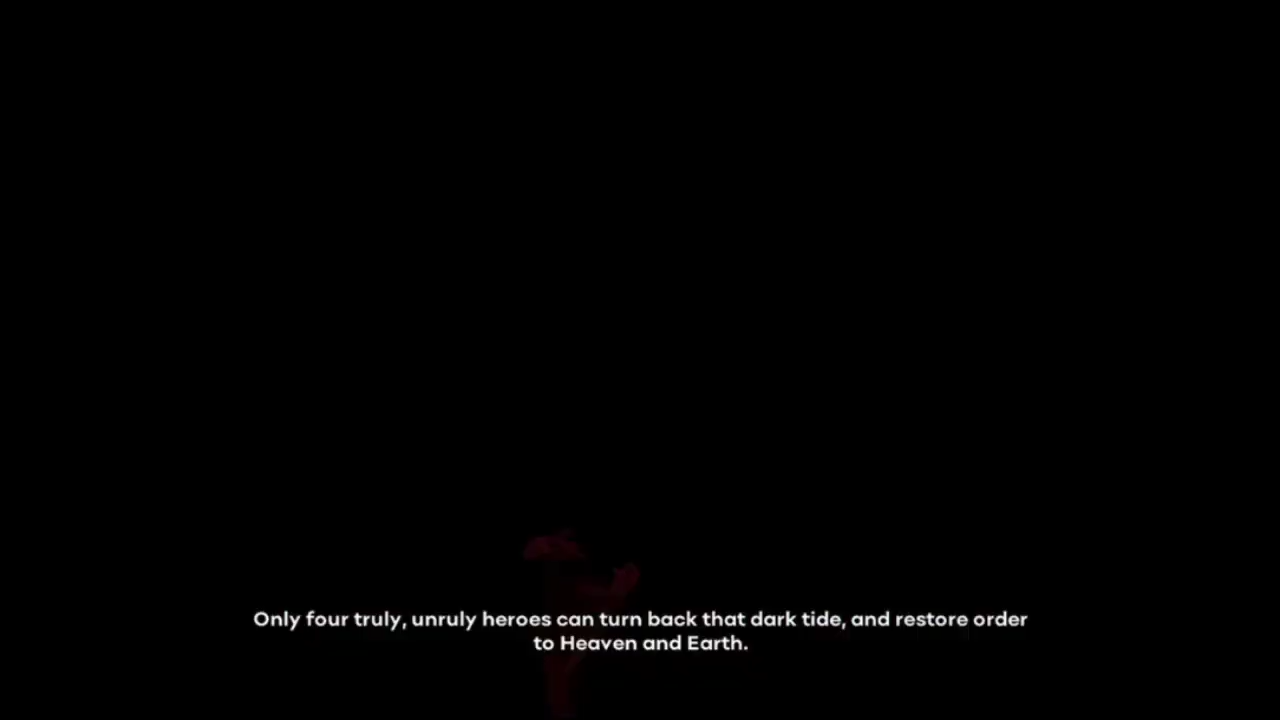 Only four truly, unruly heroes can turn back that dark tide, and restore order
to Heaven and Earth.